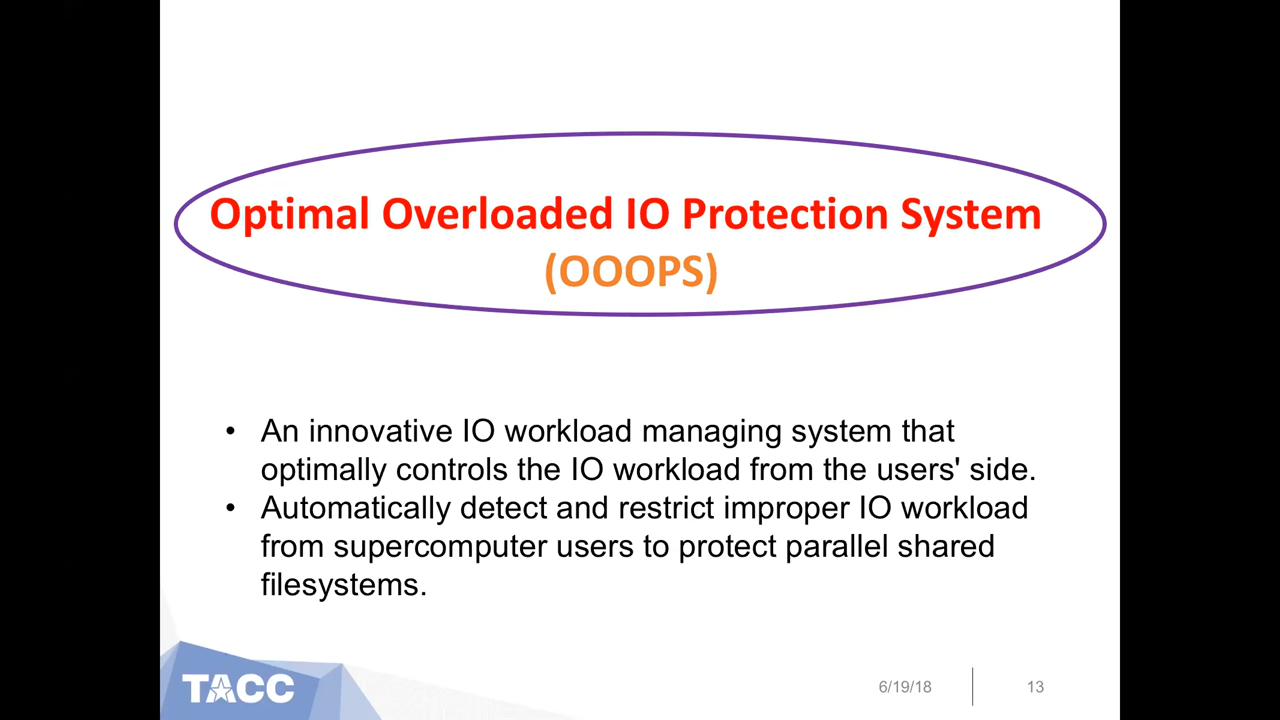 Optimal Overloaded IO Protection System
(OOOPS)
• An innovative IO workload managing system that
optimally controls the IO workload from the users' side.
• Automatically detect and restrict improper IO workload
from supercomputer users to protect parallel shared
filesystems.
TACC
6/19/18
13